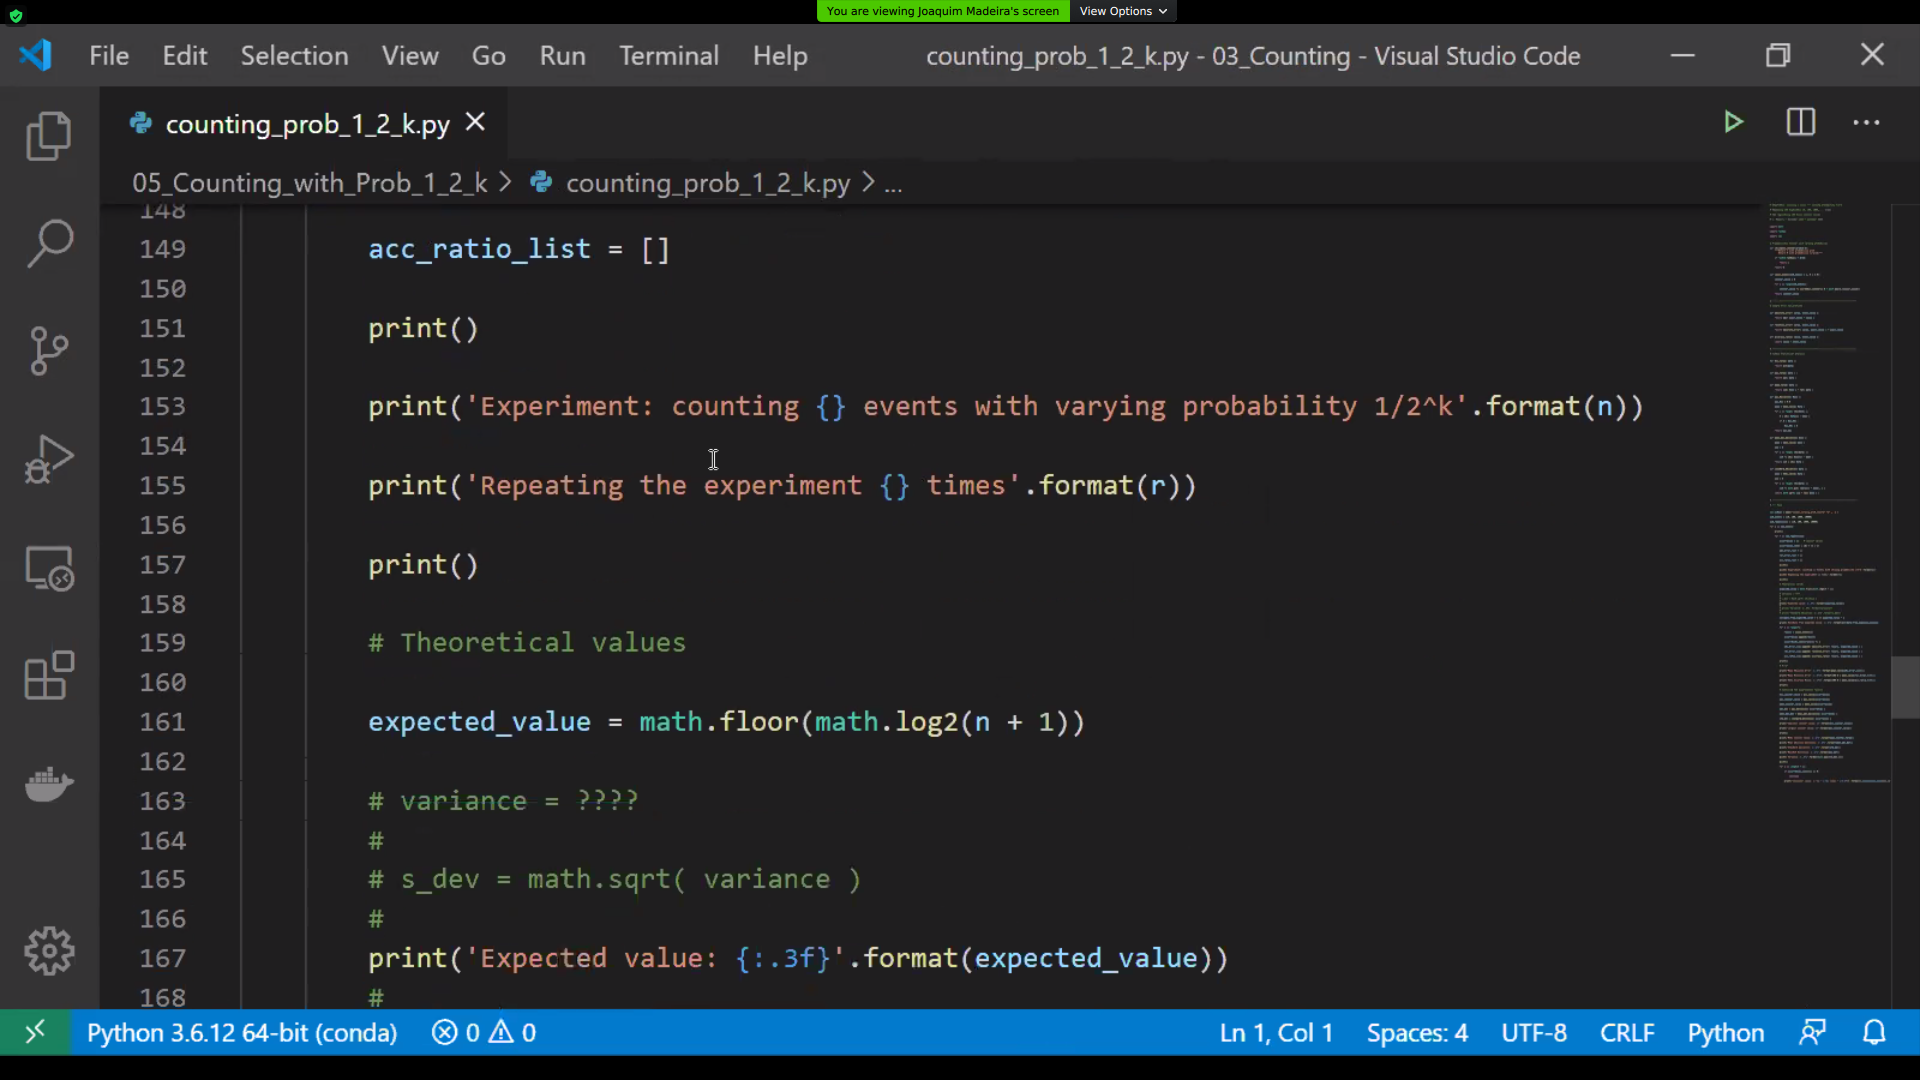 You are viewing Joaquim Madeira's screen View Options
File Edit Selection View Go Run Terminal Help counting_prob_1_2_k.py - 03_Counting - Visual Studio Code
counting_prob_1_2_k.py
05_Counting_with_Prob_1_2_k > counting_prob_1_2_k.py > ...
148
149 acc_ratio_list = []
150
151 print()
152
153 print('Experiment: counting {} events with varying probability 1/2^k'.format(n))
154
155 print('Repeating the experiment {} times'.format(r))
156
157 print()
158
159 # Theoretical values
160
161 expected_value = math.floor(math.log2(n + 1))
162
163 # variance = ????
164 #
165 # s_dev = math.sqrt( variance )
166 #
167 print('Expected value: {:.3f}'.format(expected_value))
168 #
Python 3.6.12 64-bit (conda) 0 0 Ln 1, Col 1 Spaces: 4 UTF-8 CRLF Python